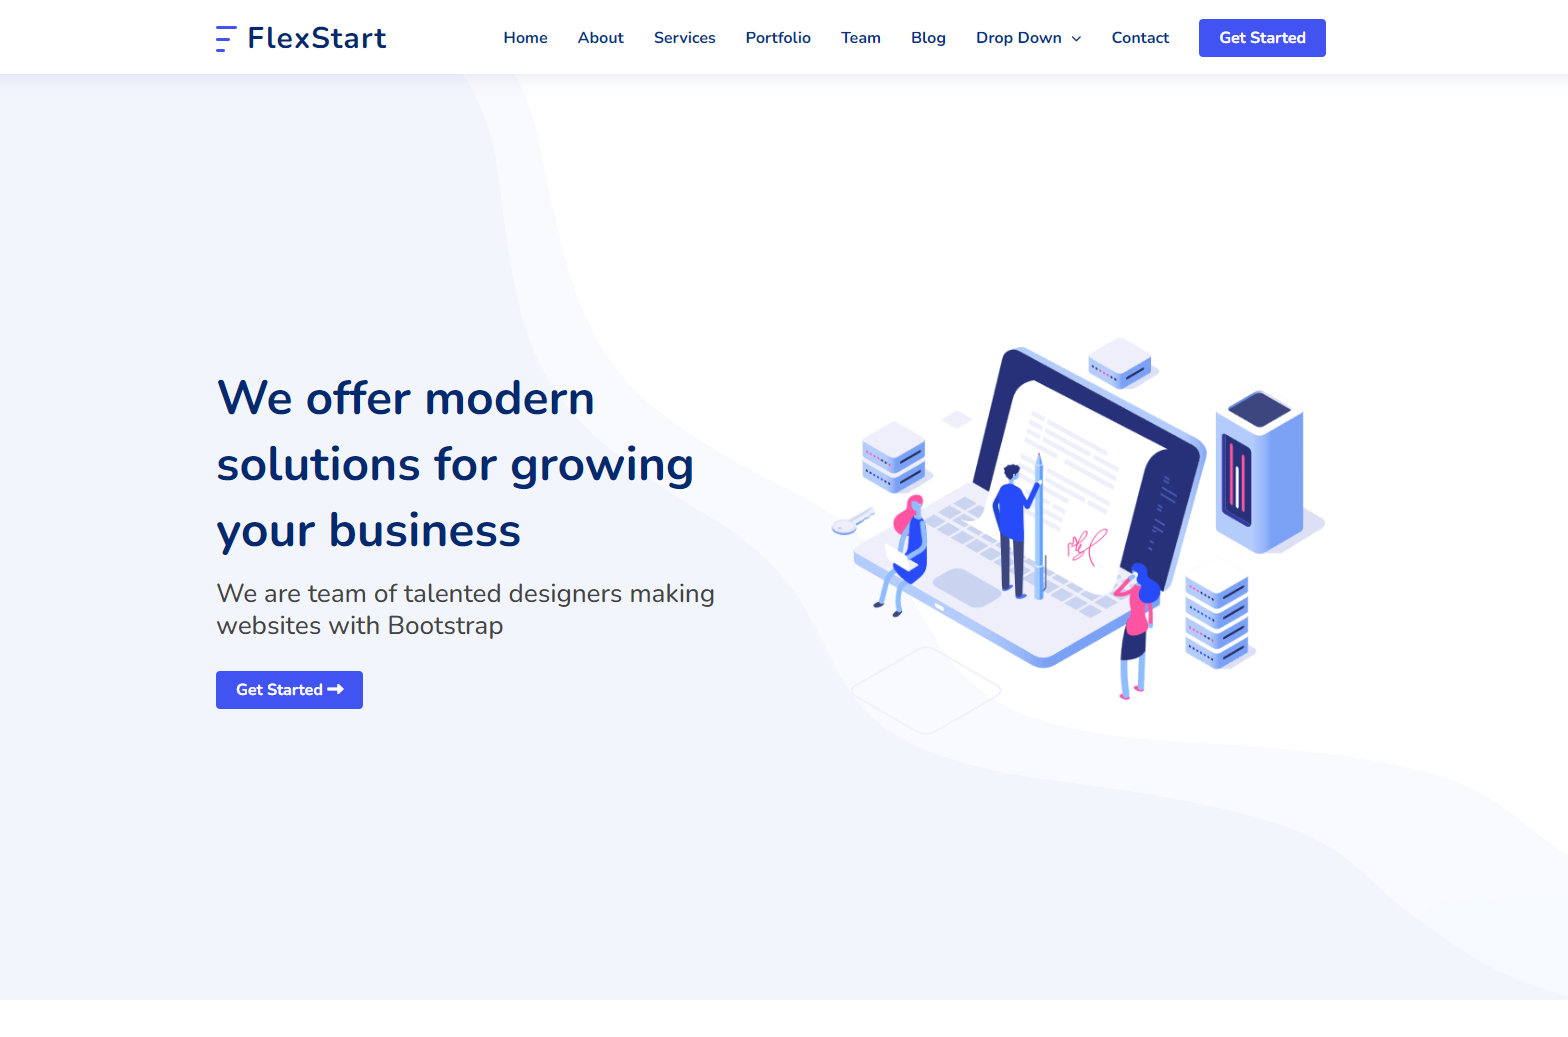 FlexStart
Home About Services Portfolio Team Blog Drop Down Contact Get Started
We offer modern
solutions for growing
your business
We are team of talented designers making
websites with Bootstrap
Get Started